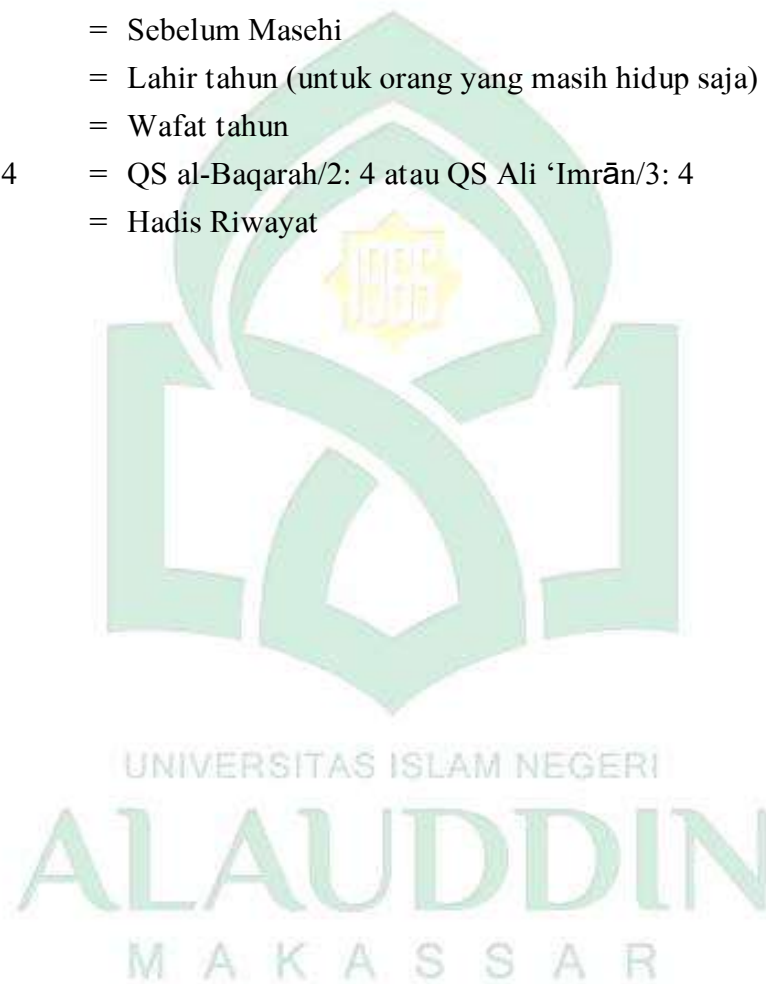 = Sebelum Masehi
= Lahir tahun (untuk orang yang masih hidup saja)
= Wafat tahun
4 = QS al-Baqarah/2: 4 atau QS Ali ‘Imrān/3: 4
= Hadis Riwayat
1965
UNIVERSITAS ISLAM NEGERI
ALAUDDIN
MAKASSAR